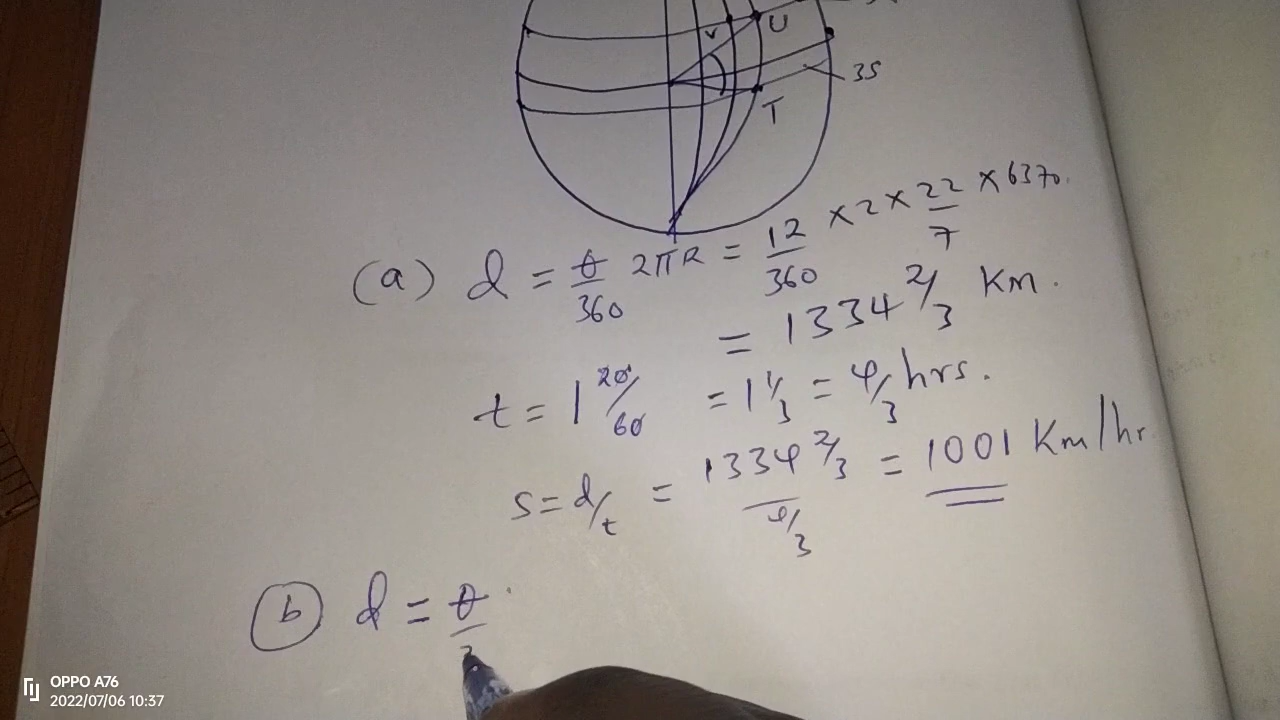 V U
3S
T
(a) d = θ/360 2πR = 12/360 × 2 × 22/7 × 6370.
= 1334 2/3 Km.
t = 1 20/60 = 1 1/3 = 4/3 hrs.
s = d/t = 1334 2/3 / 4/3 = 1001 Km/hr
(b) d = θ
OPPO A76
2022/07/06 10:37